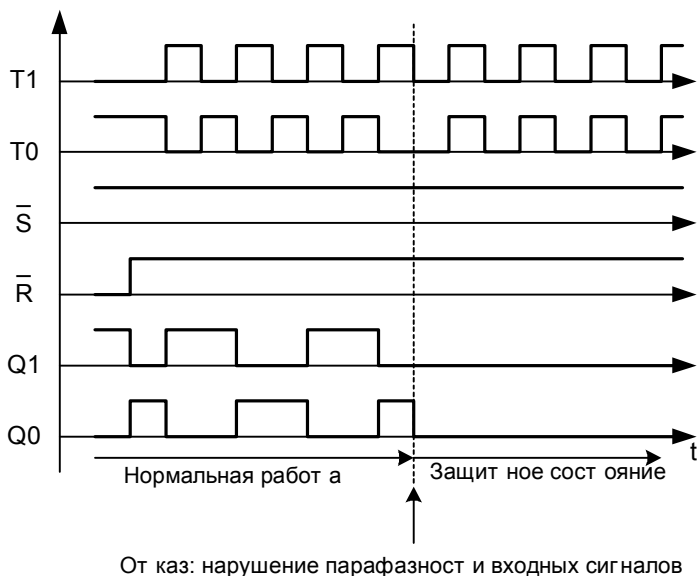 T1
T0
S̅
R̅
Q1
Q0
t
Нормальная работ а
Защит ное сост ояние
От каз: нарушение парафазност и входных сигналов